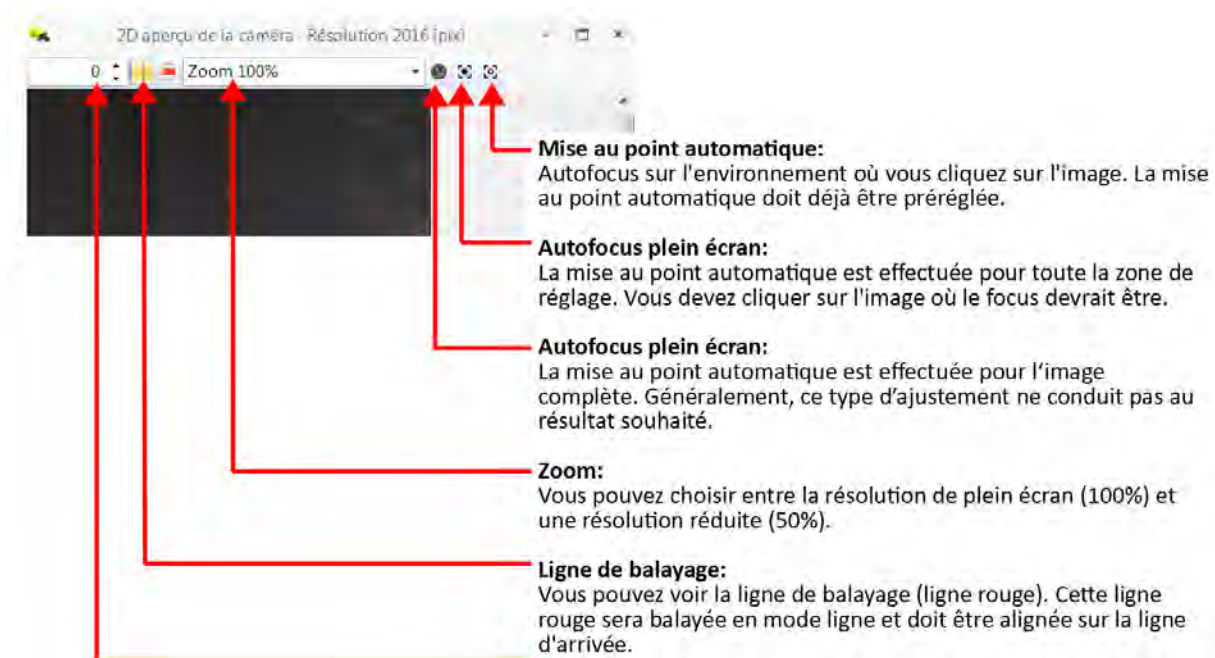 2D aperçu de la caméra - Résolution 2016 (pix)
0 Zoom 100%
Mise au point automatique:
Autofocus sur l'environnement où vous cliquez sur l'image. La mise
au point automatique doit déjà être préréglée.
Autofocus plein écran:
La mise au point automatique est effectuée pour toute la zone de
réglage. Vous devez cliquer sur l'image où le focus devrait être.
Autofocus plein écran:
La mise au point automatique est effectuée pour l‘image
complète. Généralement, ce type d’ajustement ne conduit pas au
résultat souhaité.
Zoom:
Vous pouvez choisir entre la résolution de plein écran (100%) et
une résolution réduite (50%).
Ligne de balayage:
Vous pouvez voir la ligne de balayage (ligne rouge). Cette ligne
rouge sera balayée en mode ligne et doit être alignée sur la ligne
d'arrivée.